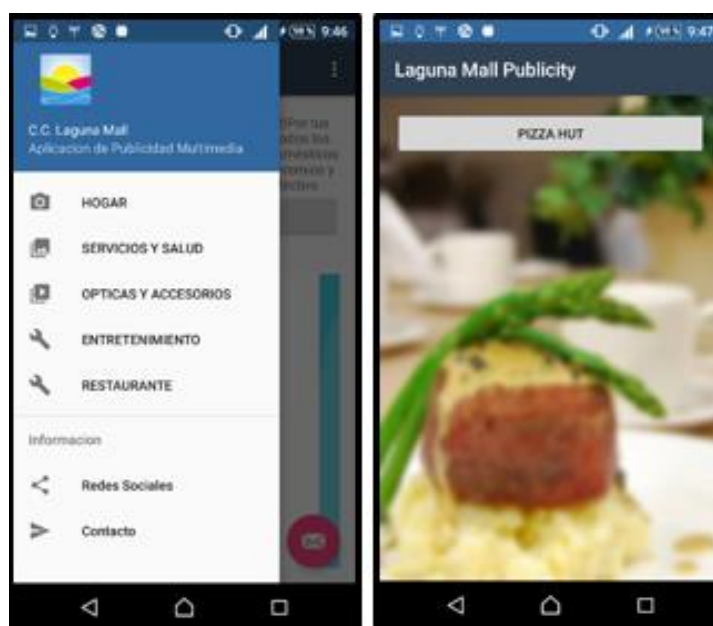 9:46
C.C. Laguna Mall
Aplicacion de Publicidad Multimedia
HOGAR
SERVICIOS Y SALUD
OPTICAS Y ACCESORIOS
ENTRETENIMIENTO
RESTAURANTE
Informacion
Redes Sociales
Contacto
9:47
Laguna Mall Publicity
PIZZA HUT